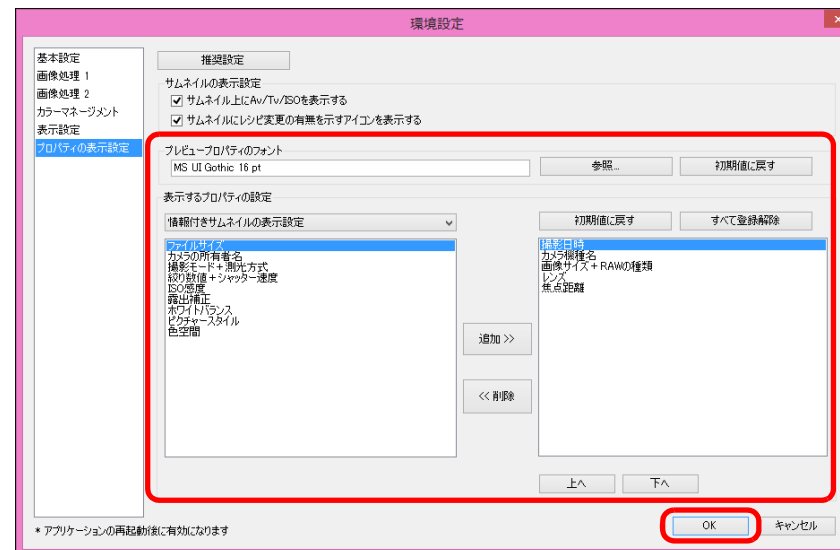 環境設定
基本設定
画像処理 1
画像処理 2
カラーマネージメント
表示設定
プロパティの表示設定
推奨設定
サムネイルの表示設定
サムネイル上にAv/Tv/ISOを表示する
サムネイルにレシピ変更の有無を示すアイコンを表示する
プレビュープロパティのフォント
MS UI Gothic 16 pt
参照...
初期値に戻す
表示するプロパティの設定
情報付きサムネイルの表示設定
初期値に戻す
すべて登録解除
ファイルサイズ
カメラの所有者名
撮影モード+測光方式
絞り数値+シャッター速度
ISO感度
露出補正
ホワイトバランス
ピクチャースタイル
色空間
追加 >>
<< 削除
撮影日時
カメラ機種名
画像サイズ+RAWの種類
レンズ
焦点距離
上へ
下へ
* アプリケーションの再起動後に有効になります
OK
キャンセル